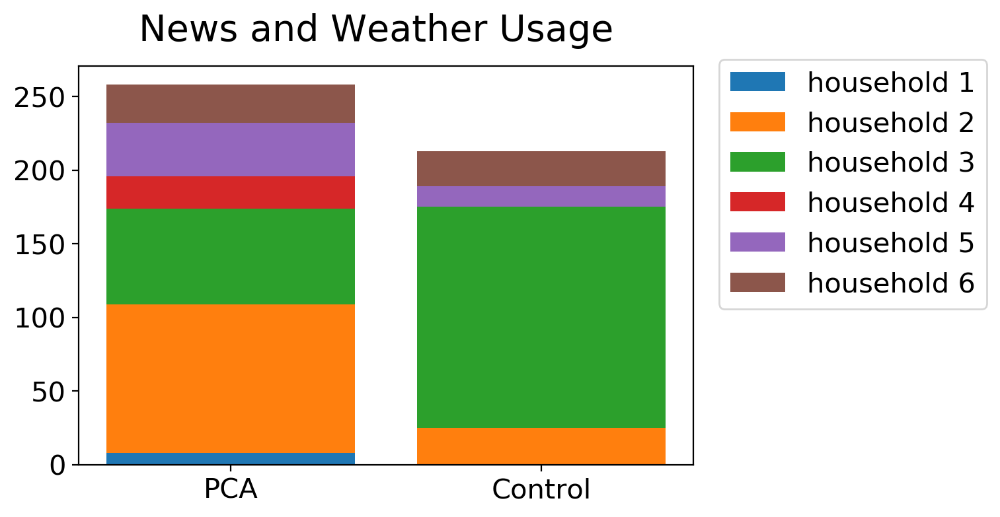 News and Weather Usage
250
200
150
100
50
0
PCA
Control
household 1
household 2
household 3
household 4
household 5
household 6